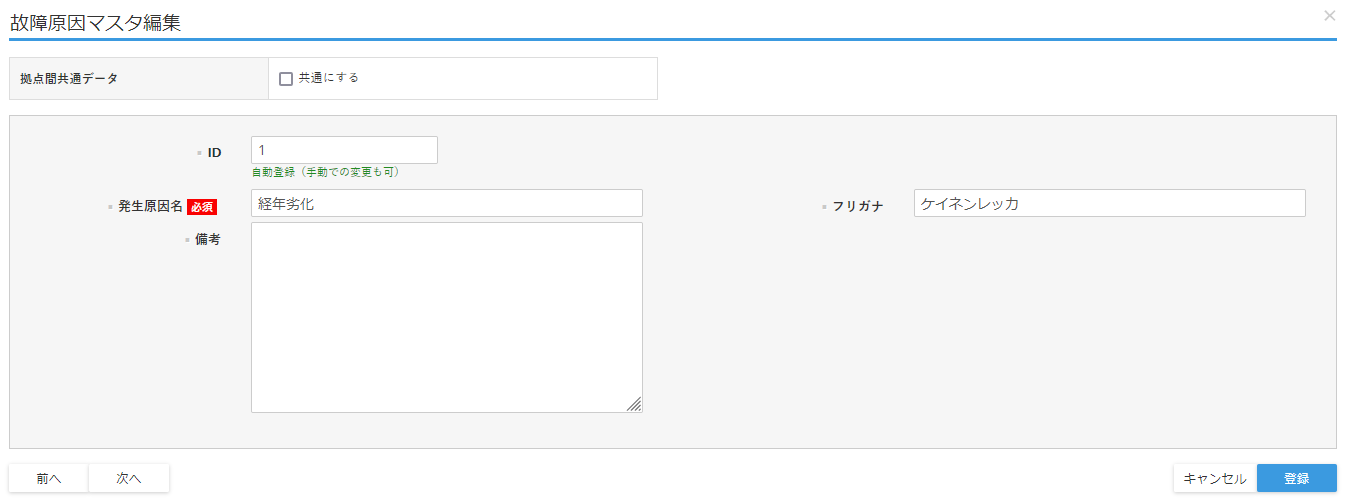 故障原因マスタ編集
×
拠点間共通データ
共通にする
ID
1
自動登録（手動での変更も可）
発生原因名 必須
経年劣化
フリガナ
ケイネンレッカ
備考
前へ
次へ
キャンセル
登録